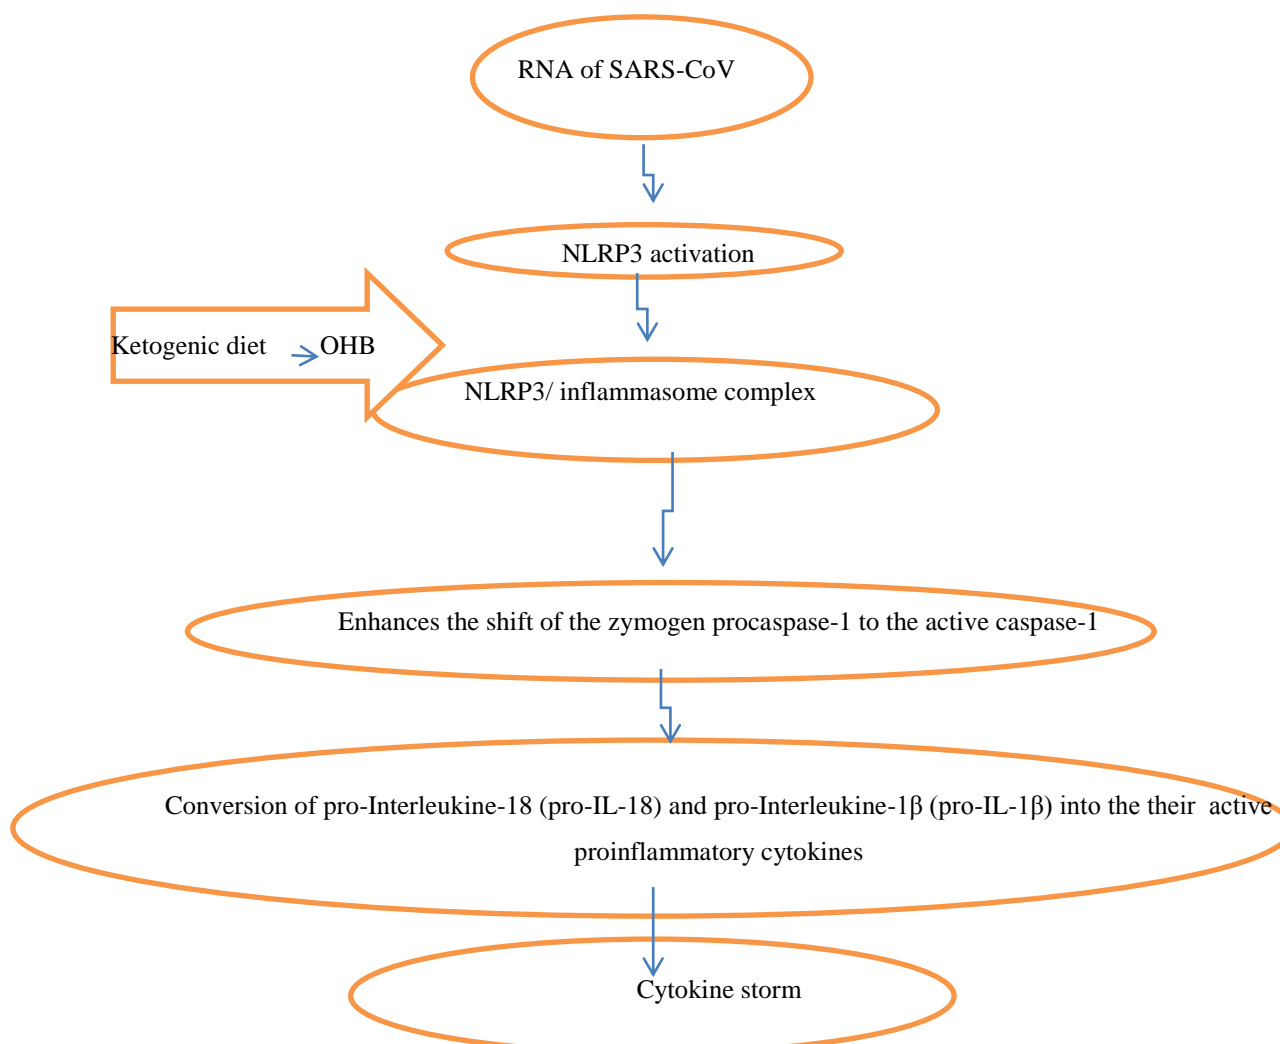 RNA of SARS-CoV
NLRP3 activation
Ketogenic diet OHB
NLRP3/ inflammasome complex
Enhances the shift of the zymogen procaspase-1 to the active caspase-1
Conversion of pro-Interleukine-18 (pro-IL-18) and pro-Interleukine-1β (pro-IL-1β) into the their active
proinflammatory cytokines
Cytokine storm